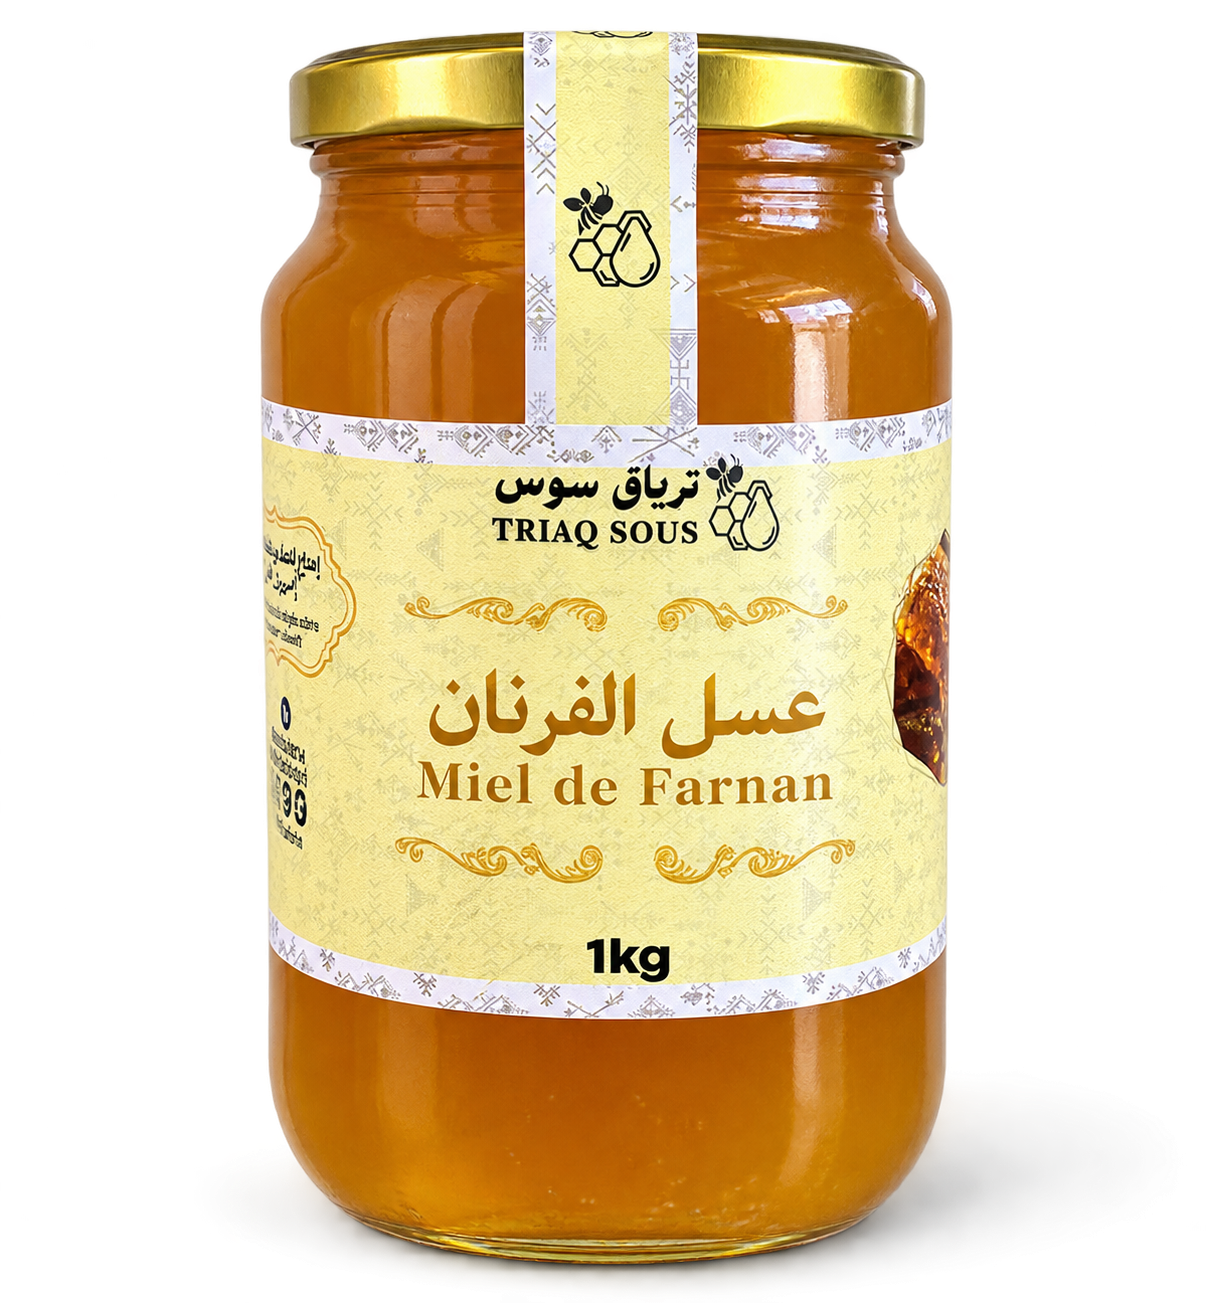 ترياق سوس
TRIAQ SOUS
عسل الفرنان
Miel de Farnan
1kg